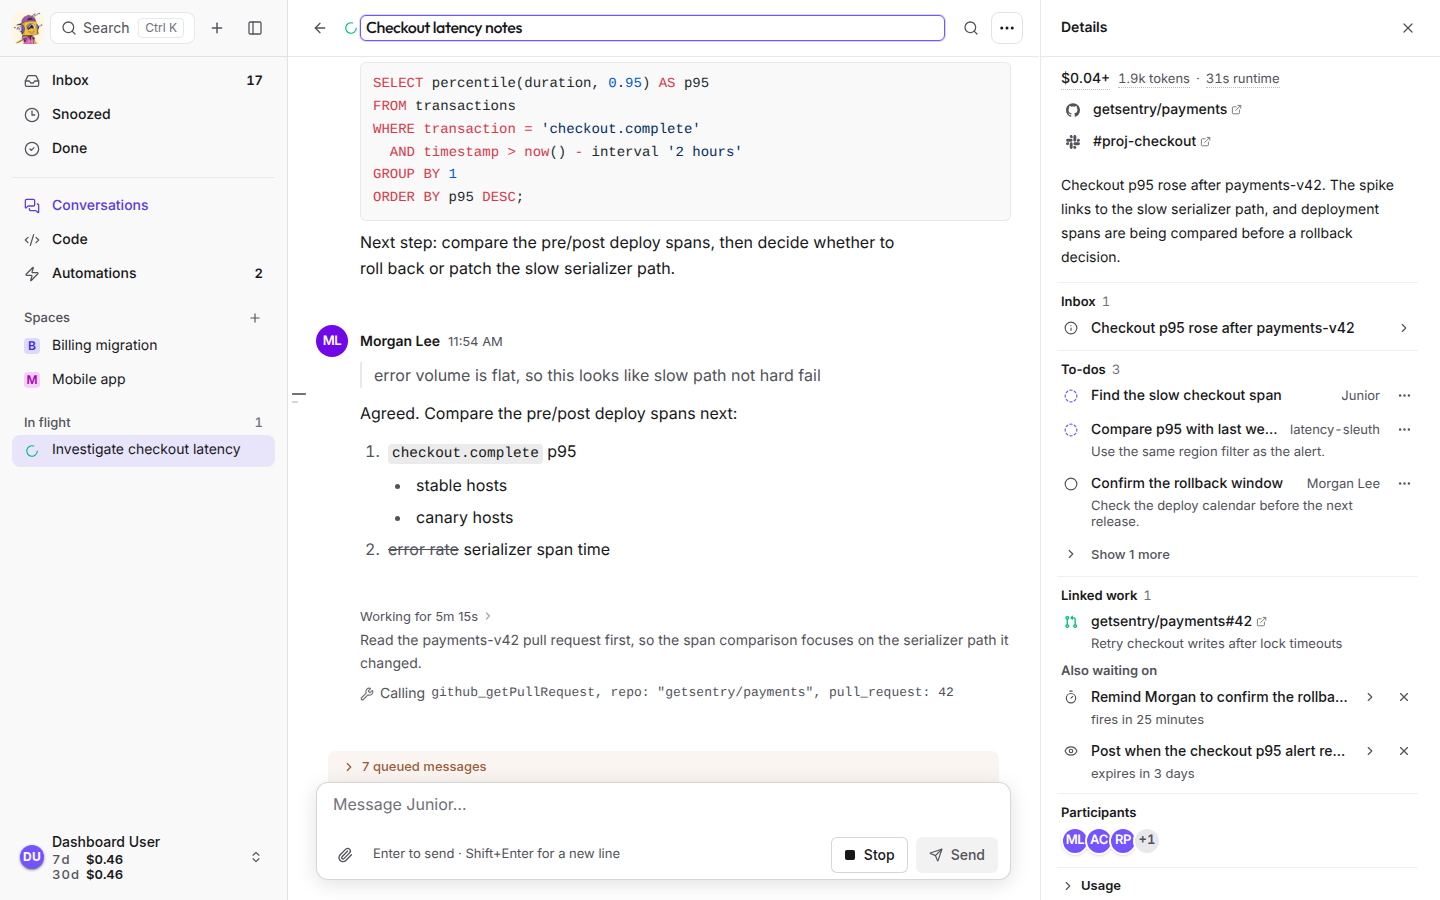 Search Ctrl K
Inbox 17
Snoozed
Done
Conversations
Code
Automations 2
Spaces
B Billing migration
M Mobile app
In flight 1
Investigate checkout latency
DU Dashboard User
7d $0.46
30d $0.46
Checkout latency notes
SELECT percentile(duration, 0.95) AS p95
FROM transactions
WHERE transaction = 'checkout.complete'
AND timestamp > now() - interval '2 hours'
GROUP BY 1
ORDER BY p95 DESC;
Next step: compare the pre/post deploy spans, then decide whether to
roll back or patch the slow serializer path.
ML Morgan Lee 11:54 AM
error volume is flat, so this looks like slow path not hard fail
Agreed. Compare the pre/post deploy spans next:
1. checkout.complete p95
• stable hosts
• canary hosts
2. error rate serializer span time
Working for 5m 15s
Read the payments-v42 pull request first, so the span comparison focuses on the serializer path it
changed.
Calling github_getPullRequest, repo: "getsentry/payments", pull_request: 42
7 queued messages
Message Junior...
Enter to send · Shift+Enter for a new line
Stop
Send
Details
$0.04+ 1.9k tokens · 31s runtime
getsentry/payments
#proj-checkout
Checkout p95 rose after payments-v42. The spike
links to the slow serializer path, and deployment
spans are being compared before a rollback
decision.
Inbox 1
Checkout p95 rose after payments-v42
To-dos 3
Find the slow checkout span Junior
Compare p95 with last we... latency-sleuth
Use the same region filter as the alert.
Confirm the rollback window Morgan Lee
Check the deploy calendar before the next
release.
Show 1 more
Linked work 1
getsentry/payments#42
Retry checkout writes after lock timeouts
Also waiting on
Remind Morgan to confirm the rollba...
fires in 25 minutes
Post when the checkout p95 alert re...
expires in 3 days
Participants
ML AC RP +1
Usage